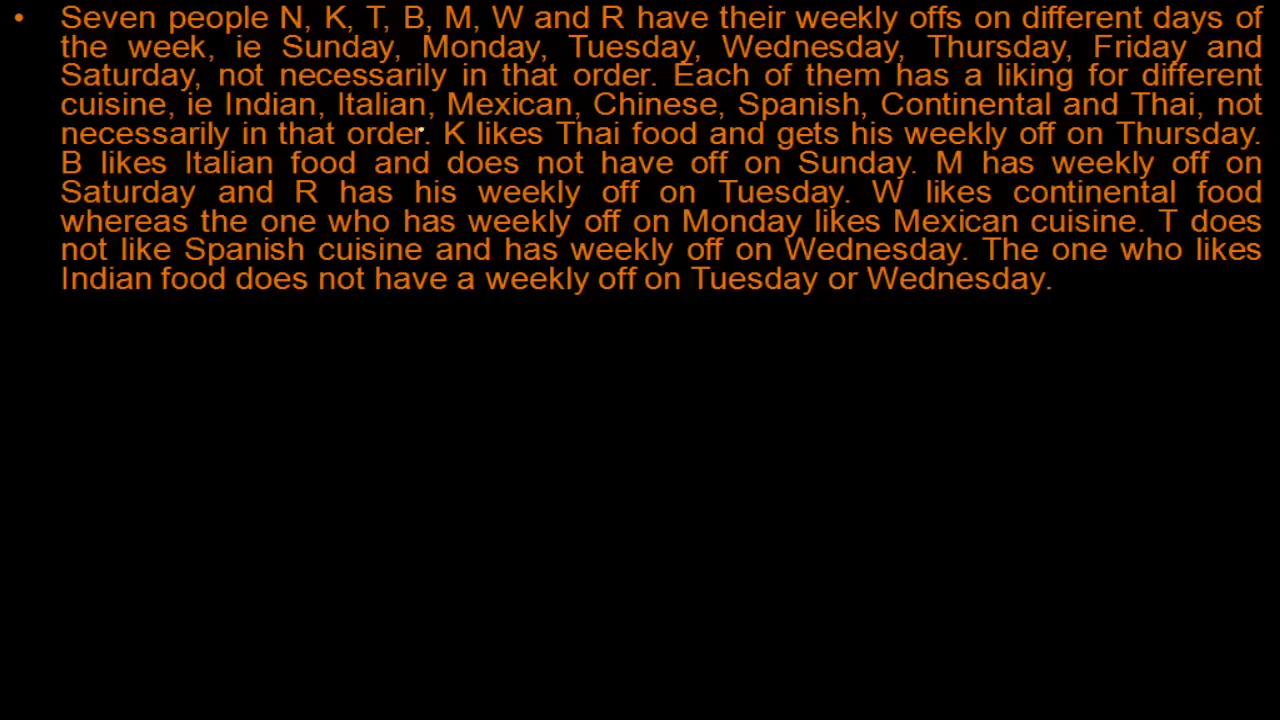 • Seven people N, K, T, B, M, W and R have their weekly offs on different days of
the week, ie Sunday, Monday, Tuesday, Wednesday, Thursday, Friday and
Saturday, not necessarily in that order. Each of them has a liking for different
cuisine, ie Indian, Italian, Mexican, Chinese, Spanish, Continental and Thai, not
necessarily in that order. K likes Thai food and gets his weekly off on Thursday.
B likes Italian food and does not have off on Sunday. M has weekly off on
Saturday and R has his weekly off on Tuesday. W likes continental food
whereas the one who has weekly off on Monday likes Mexican cuisine. T does
not like Spanish cuisine and has weekly off on Wednesday. The one who likes
Indian food does not have a weekly off on Tuesday or Wednesday.